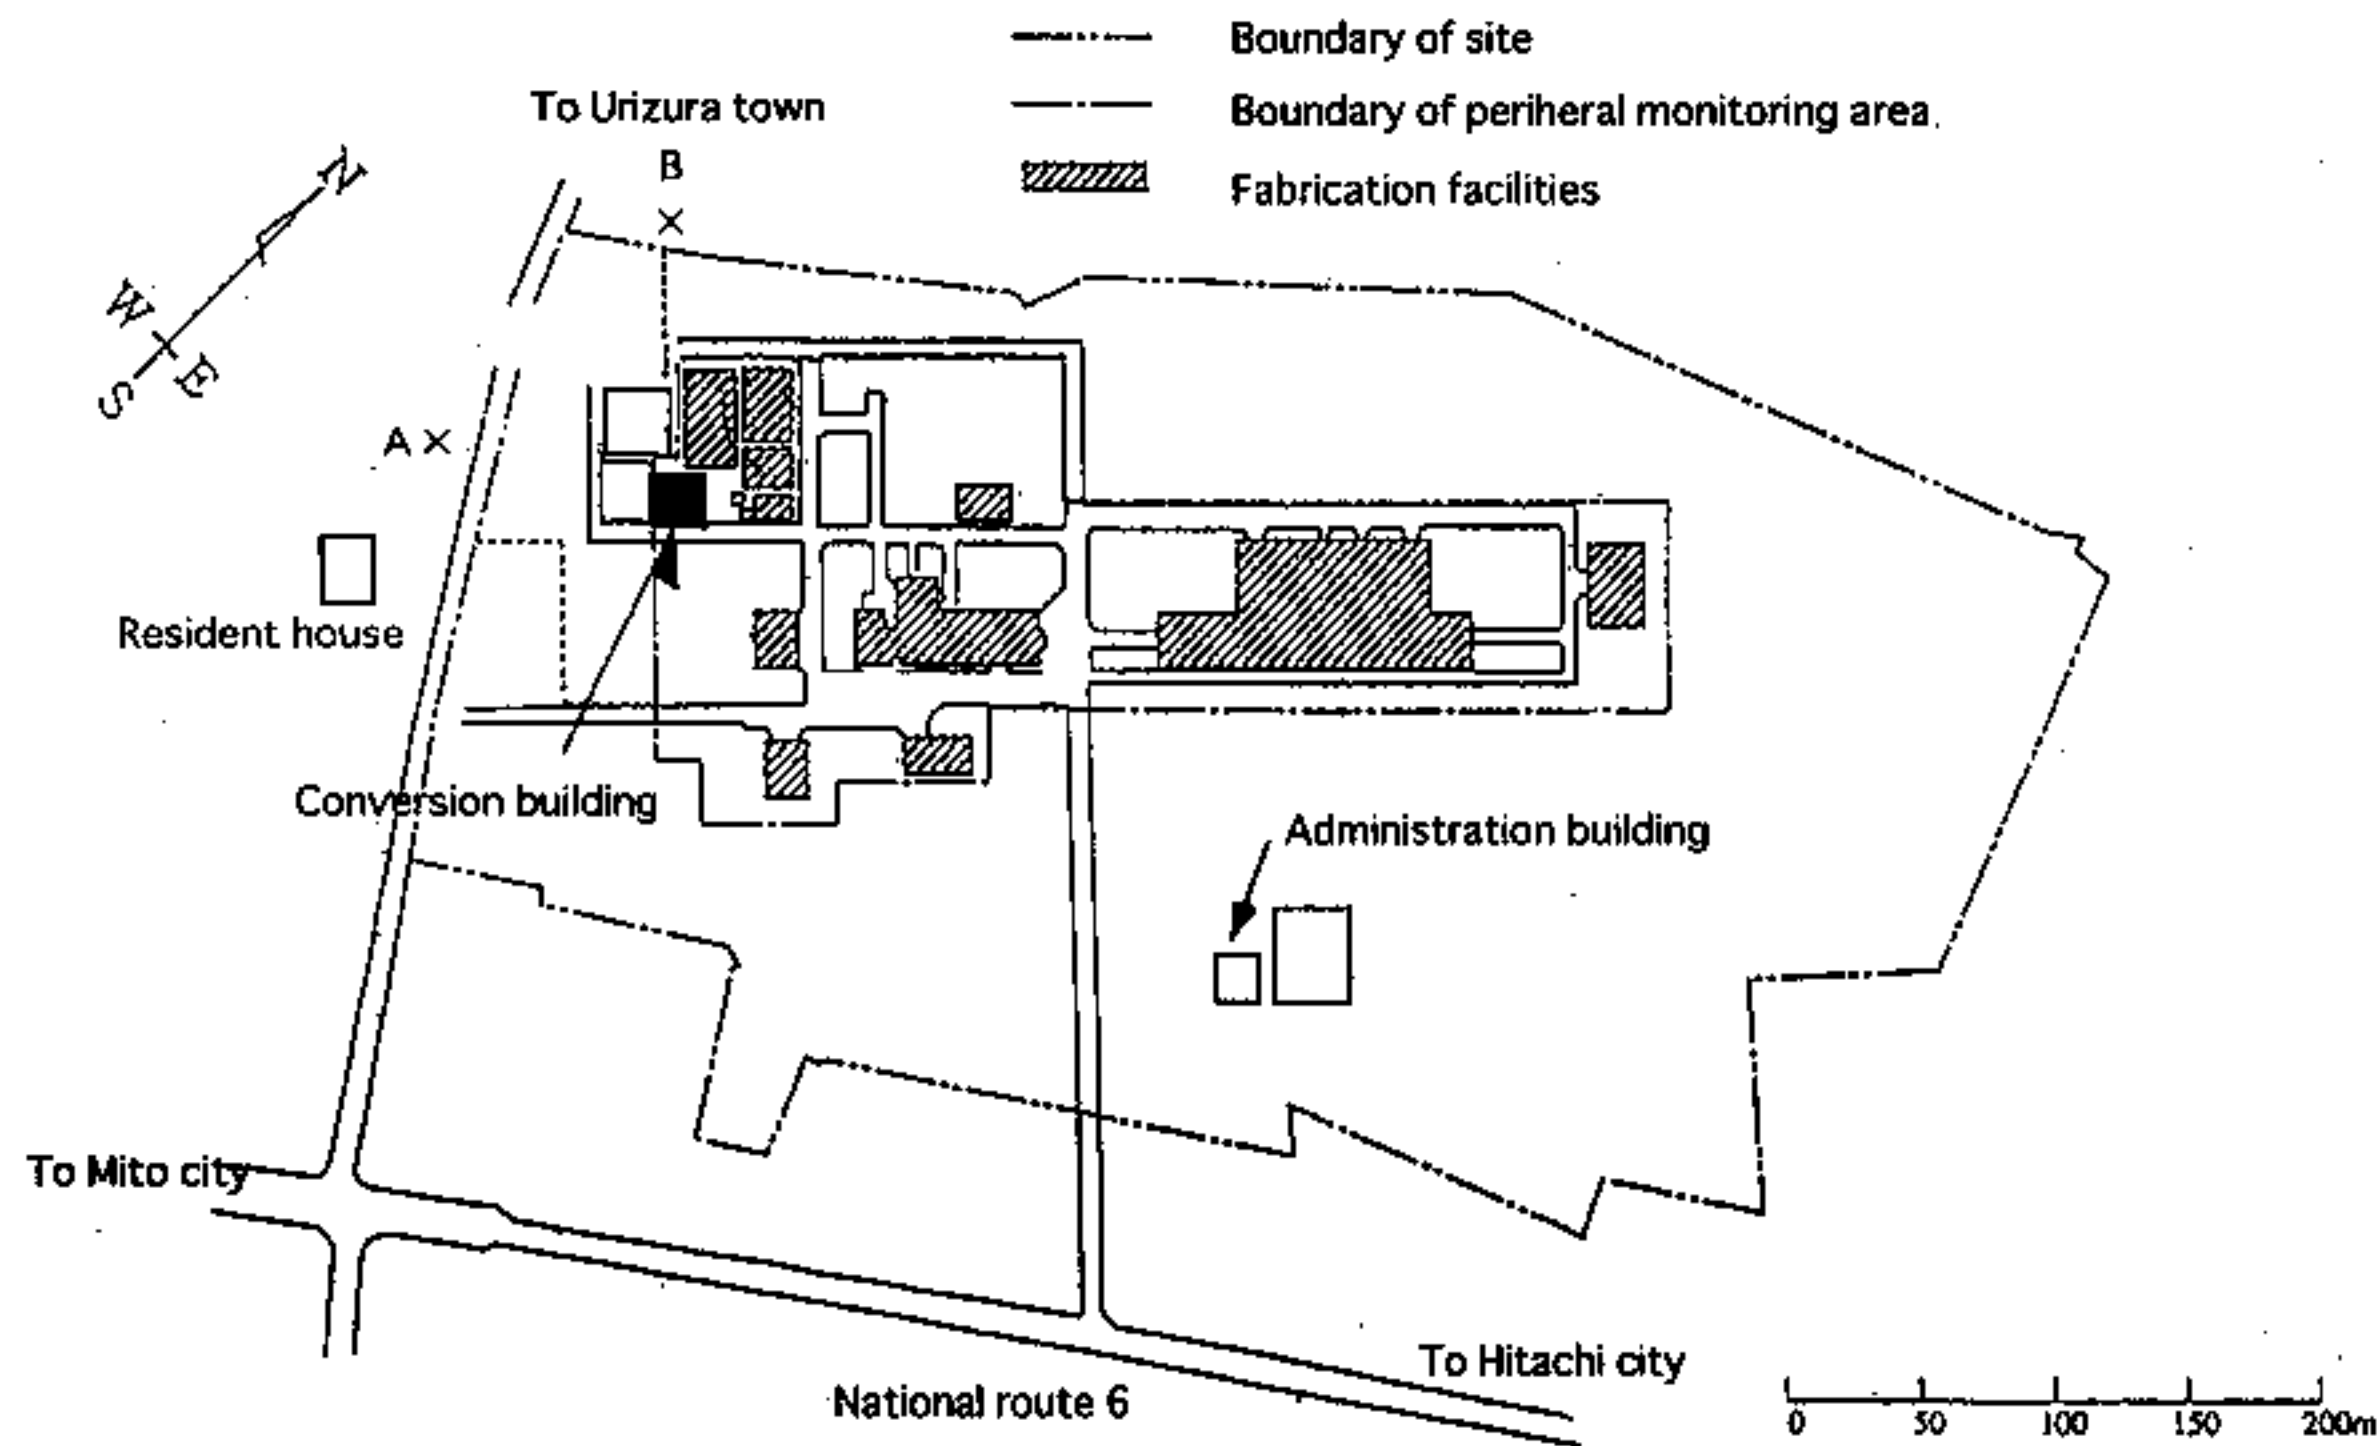 Boundary of site
To Urizura town
Boundary of periheral monitoring area.
B
Fabrication facilities
N
W
E
S
A
Resident house
Conversion building
Administration building
To Mito city
To Hitachi city
National route 6
0 50 100 150 200m